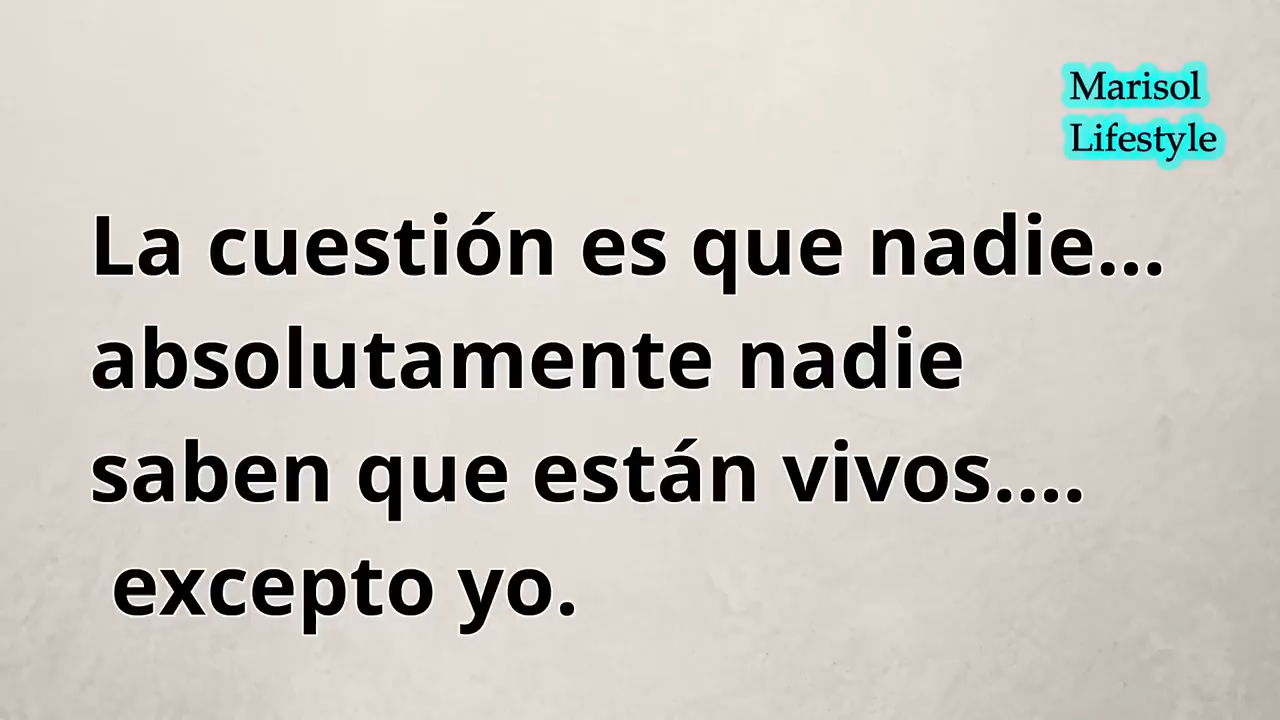 Marisol
Lifestyle
La cuestión es que nadie...
absolutamente nadie
saben que están vivos....
excepto yo.